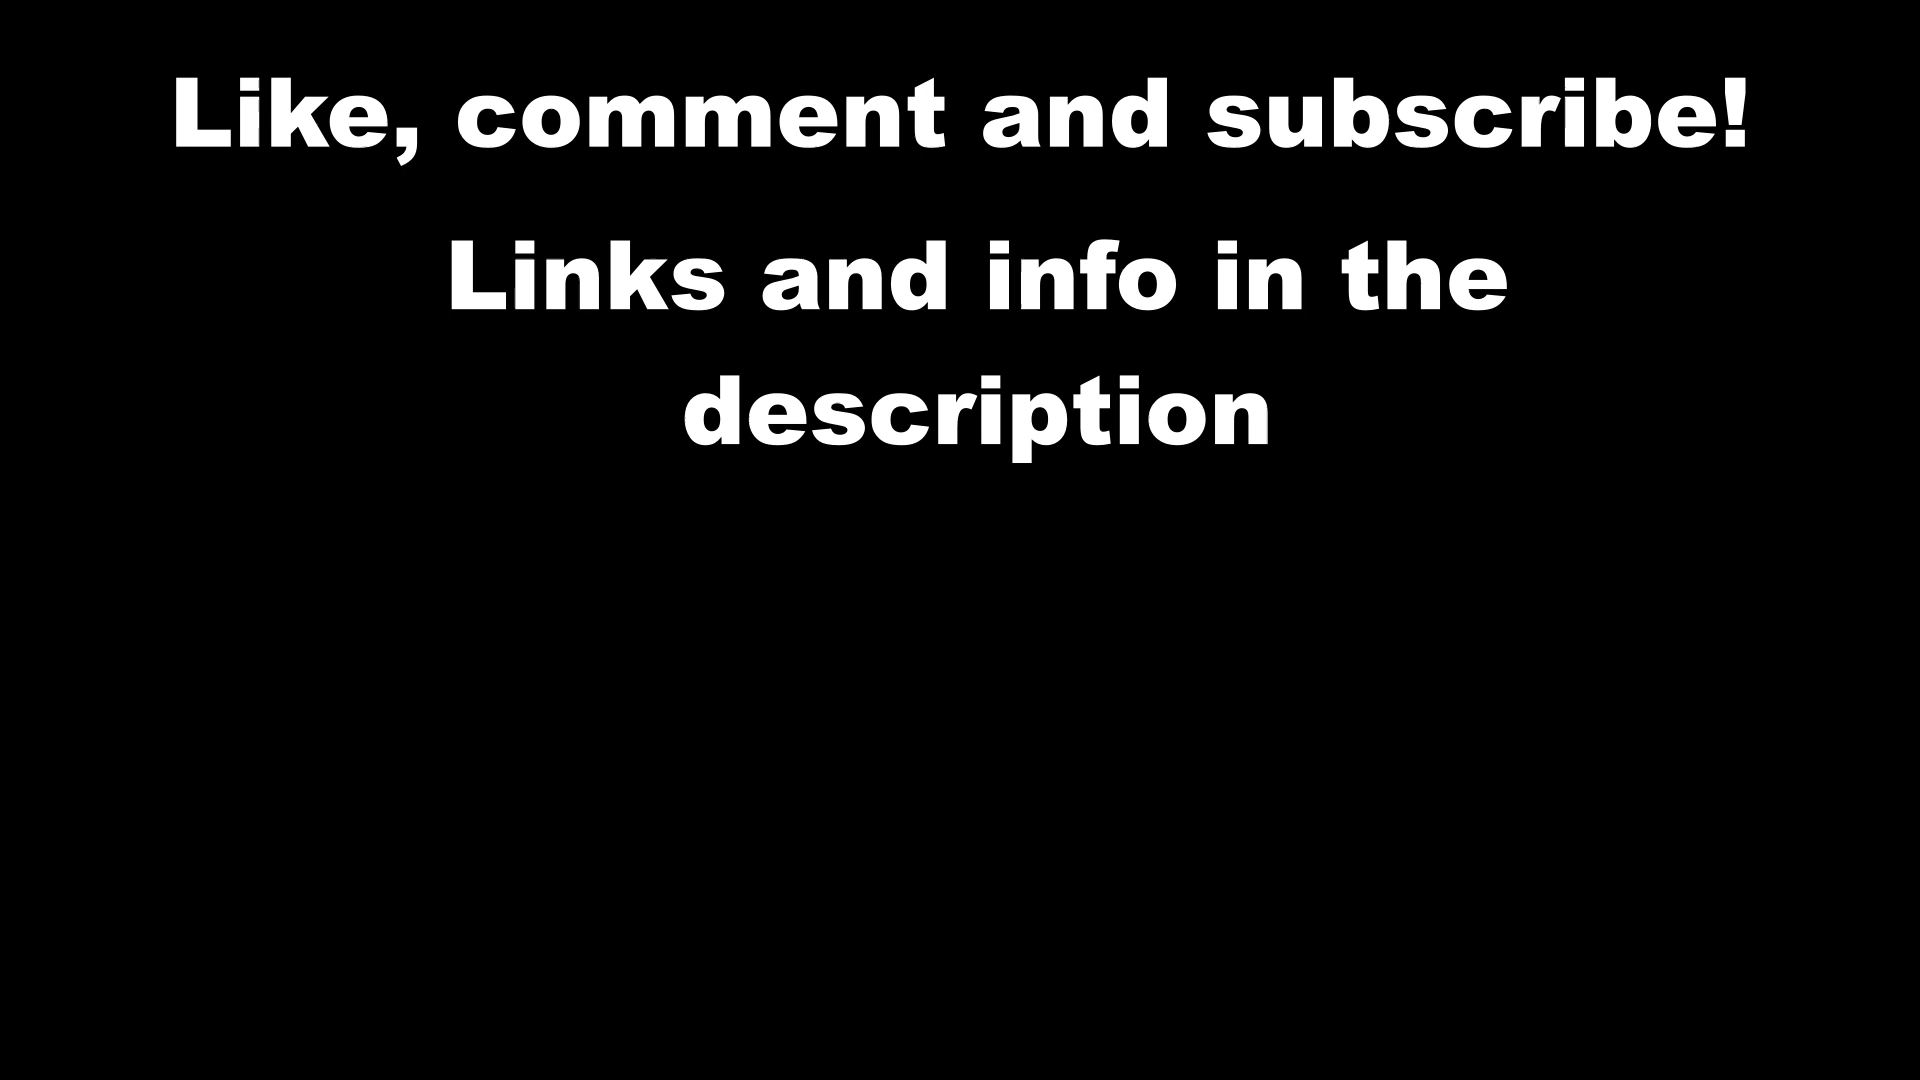 Like, comment and subscribe!
Links and info in the
description